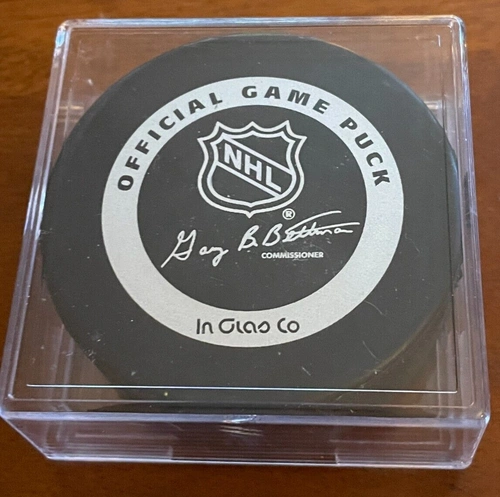 OFFICIAL GAME PUCK
NHL
®
Gary B. Bettman
COMMISSIONER
In Glas Co